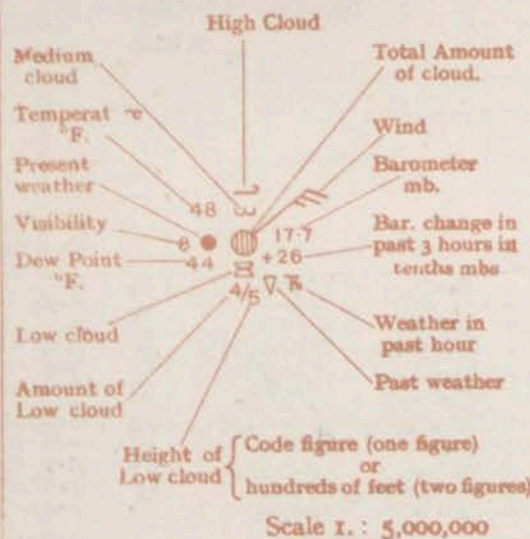 High Cloud
Medium
cloud
Total Amount
of cloud.
Temperat re
°F.
Wind
Present
weather
Barometer
mb.
48
Visibility
8
17·7
Bar. change in
past 3 hours in
tenths mbs
Dew Point
°F.
44
+26
4/5
Low cloud
Weather in
past hour
Amount of
Low cloud
Past weather
Height of
Low cloud
Code figure (one figure)
or
hundreds of feet (two figures)
Scale 1. : 5,000,000